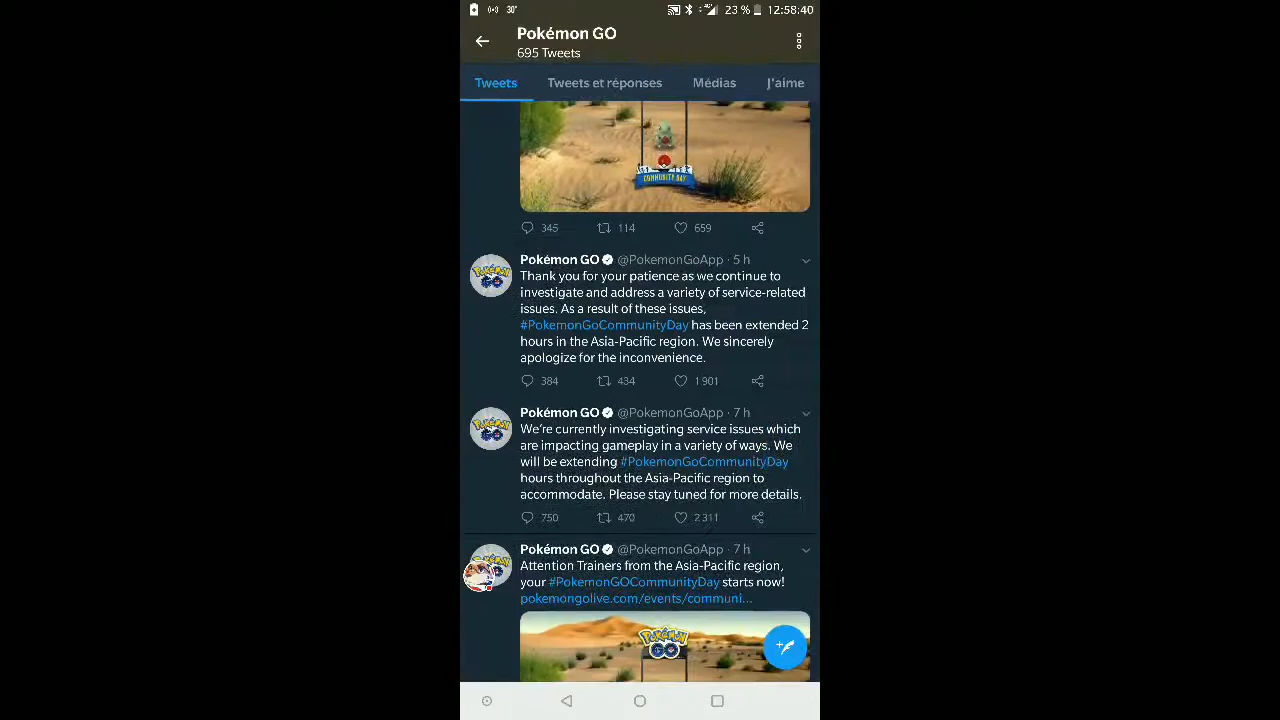 30°
4G 23 % 12:58:40
Pokémon GO
695 Tweets
Tweets Tweets et réponses Médias J'aime
COMMUNITY DAY
345 114 659
Pokémon GO @PokemonGoApp · 5 h
Thank you for your patience as we continue to
investigate and address a variety of service-related
issues. As a result of these issues,
#PokemonGoCommunityDay has been extended 2
hours in the Asia-Pacific region. We sincerely
apologize for the inconvenience.
384 434 1 901
Pokémon GO @PokemonGoApp · 7 h
We're currently investigating service issues which
are impacting gameplay in a variety of ways. We
will be extending #PokemonGoCommunityDay
hours throughout the Asia-Pacific region to
accommodate. Please stay tuned for more details.
750 470 2 311
Pokémon GO @PokemonGoApp · 7 h
Attention Trainers from the Asia-Pacific region,
your #PokemonGOCommunityDay starts now!
pokemongolive.com/events/communi...
POKÉMON
GO